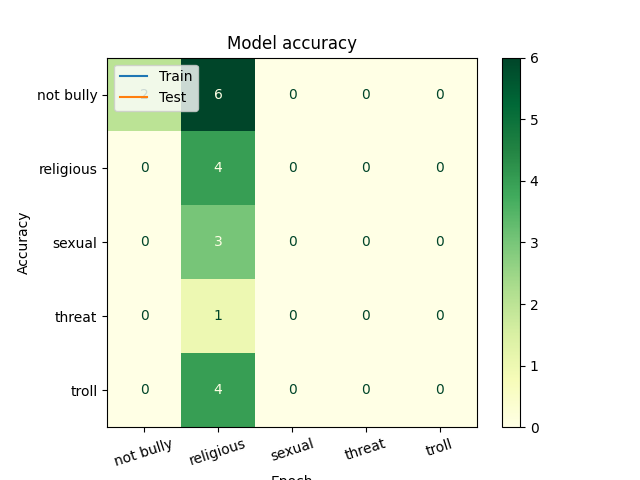 Model accuracy
Train
Test
not bully 2 6 0 0 0
religious 0 4 0 0 0
sexual 0 3 0 0 0
threat 0 1 0 0 0
troll 0 4 0 0 0
not bully religious sexual threat troll
Accuracy
6
5
4
3
2
1
0